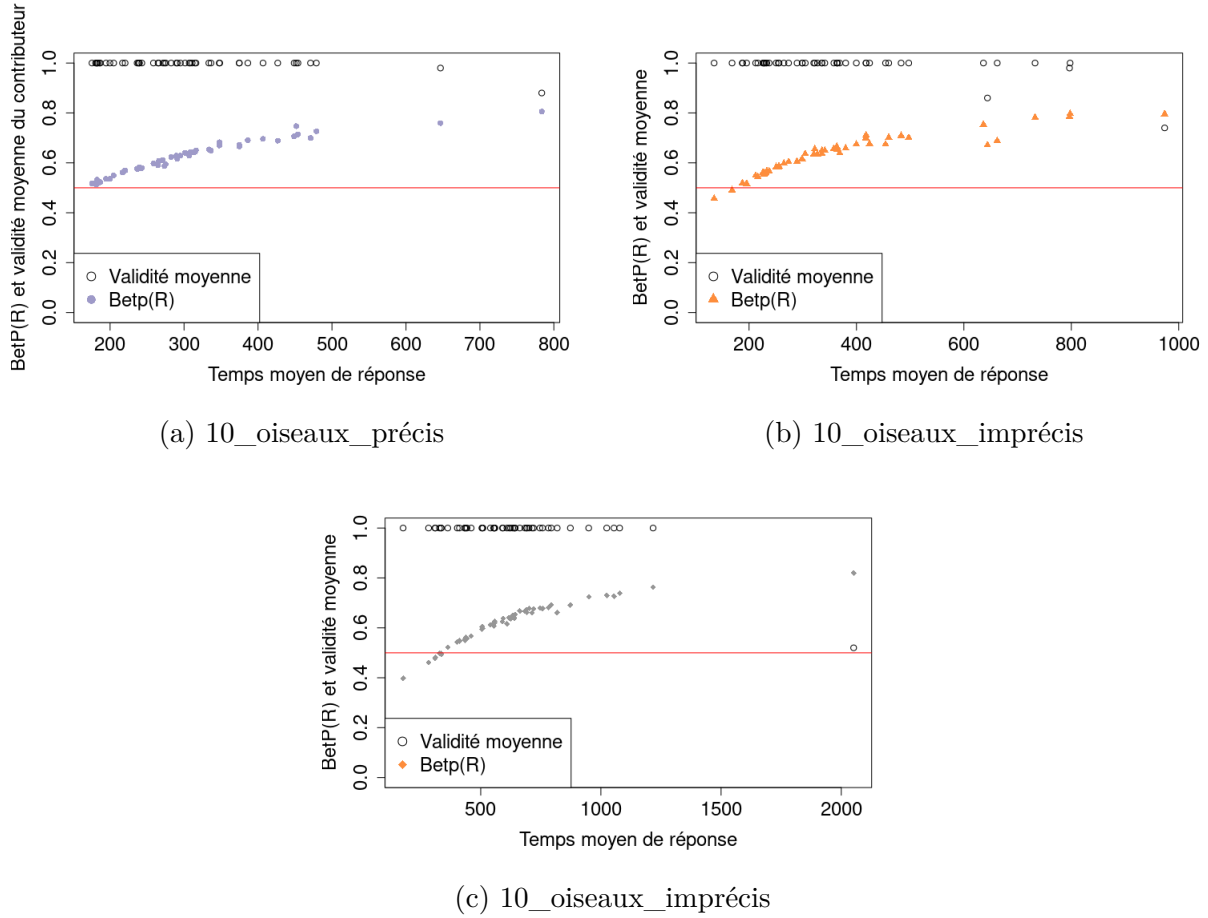 BetP(R) et validité moyenne du contributeur
0.0 0.2 0.4 0.6 0.8 1.0
Validité moyenne
Betp(R)
200 300 400 500 600 700 800
Temps moyen de réponse
(a) 10_oiseaux_précis
BetP(R) et validité moyenne
0.0 0.2 0.4 0.6 0.8 1.0
Validité moyenne
Betp(R)
200 400 600 800 1000
Temps moyen de réponse
(b) 10_oiseaux_imprécis
BetP(R) et validité moyenne
0.0 0.2 0.4 0.6 0.8 1.0
Validité moyenne
Betp(R)
500 1000 1500 2000
Temps moyen de réponse
(c) 10_oiseaux_imprécis